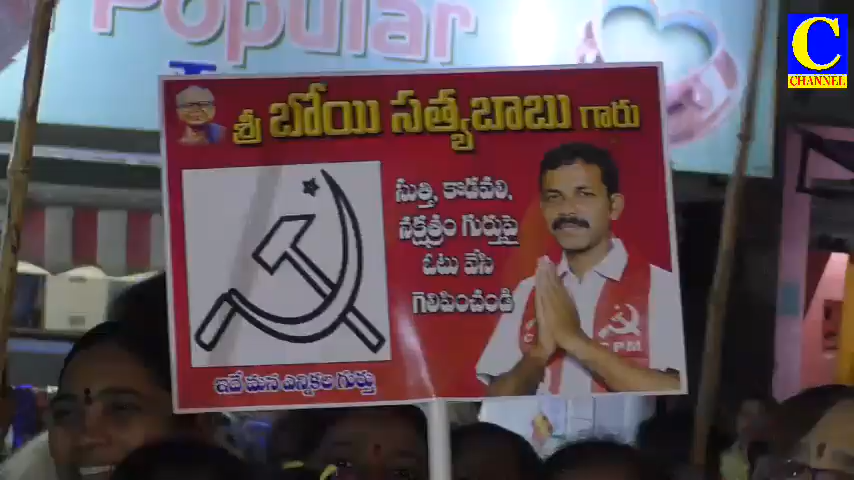 Popular
C
CHANNEL
శ్రీ బోయి సత్యబాబు గారు
సుత్తి, కొడవలి,
నక్షత్రం గుర్తుపై
ఓటు వేసి
గెలిపించండి
CPM
ఇదే మన ఎన్నికల గుర్తు